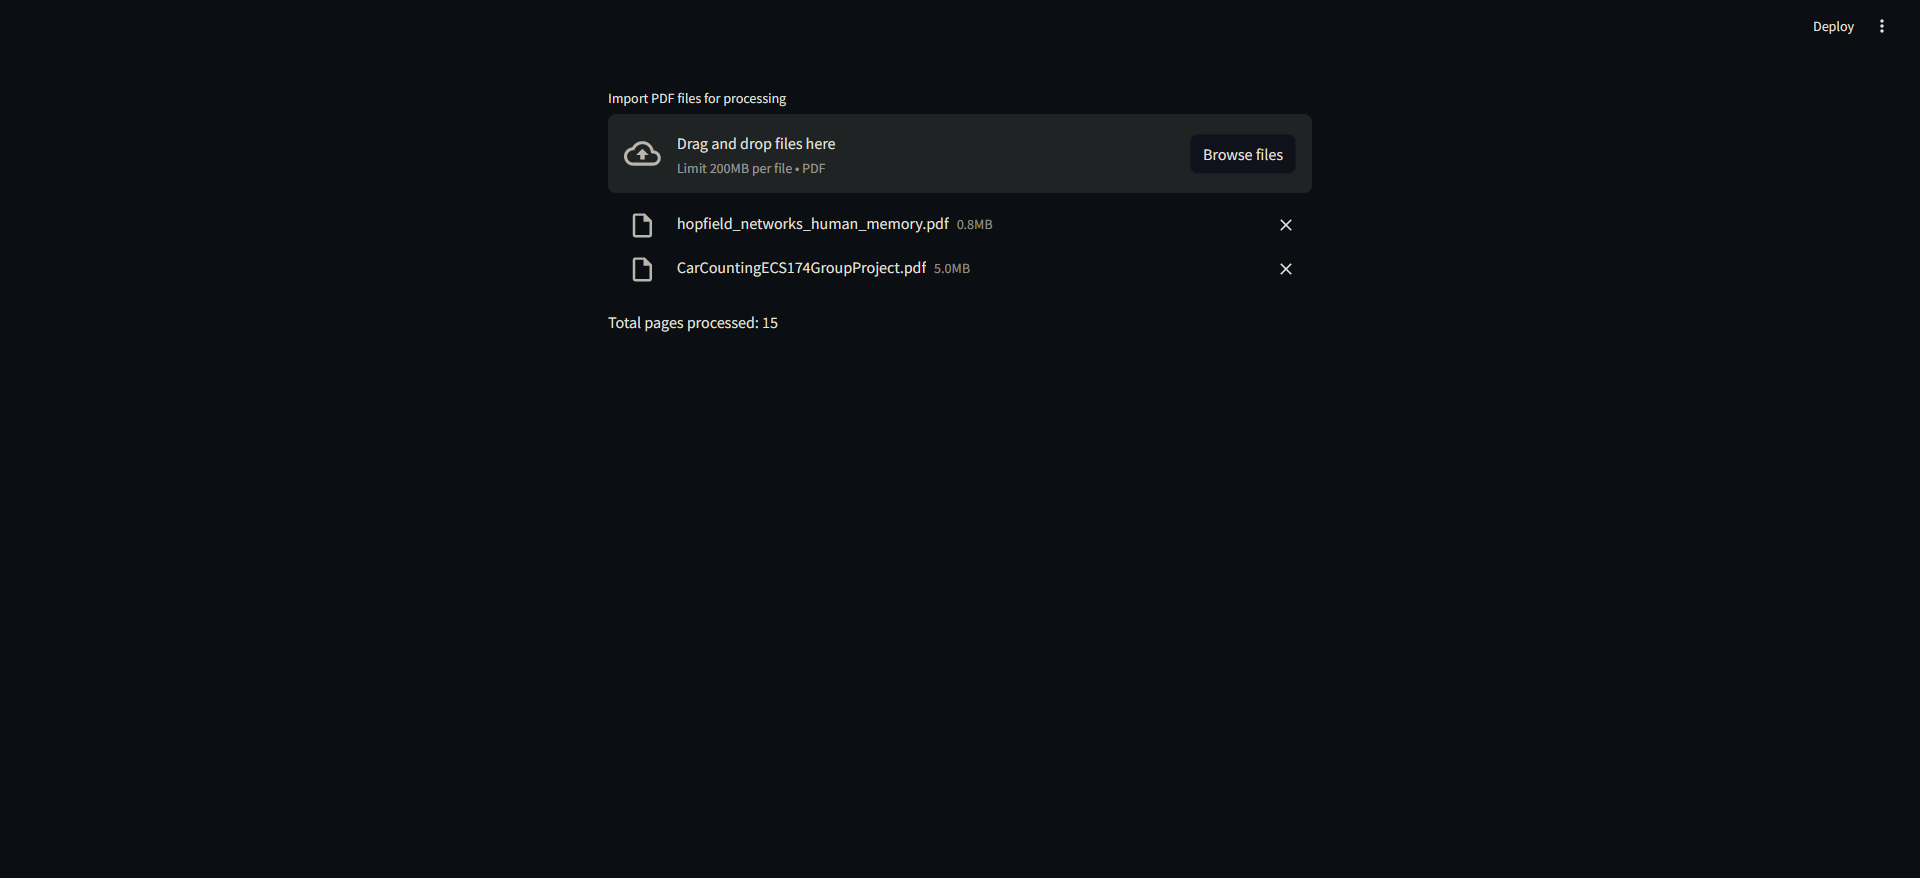 Deploy
Import PDF files for processing
Drag and drop files here
Limit 200MB per file • PDF
Browse files
hopfield_networks_human_memory.pdf 0.8MB
CarCountingECS174GroupProject.pdf 5.0MB
Total pages processed: 15